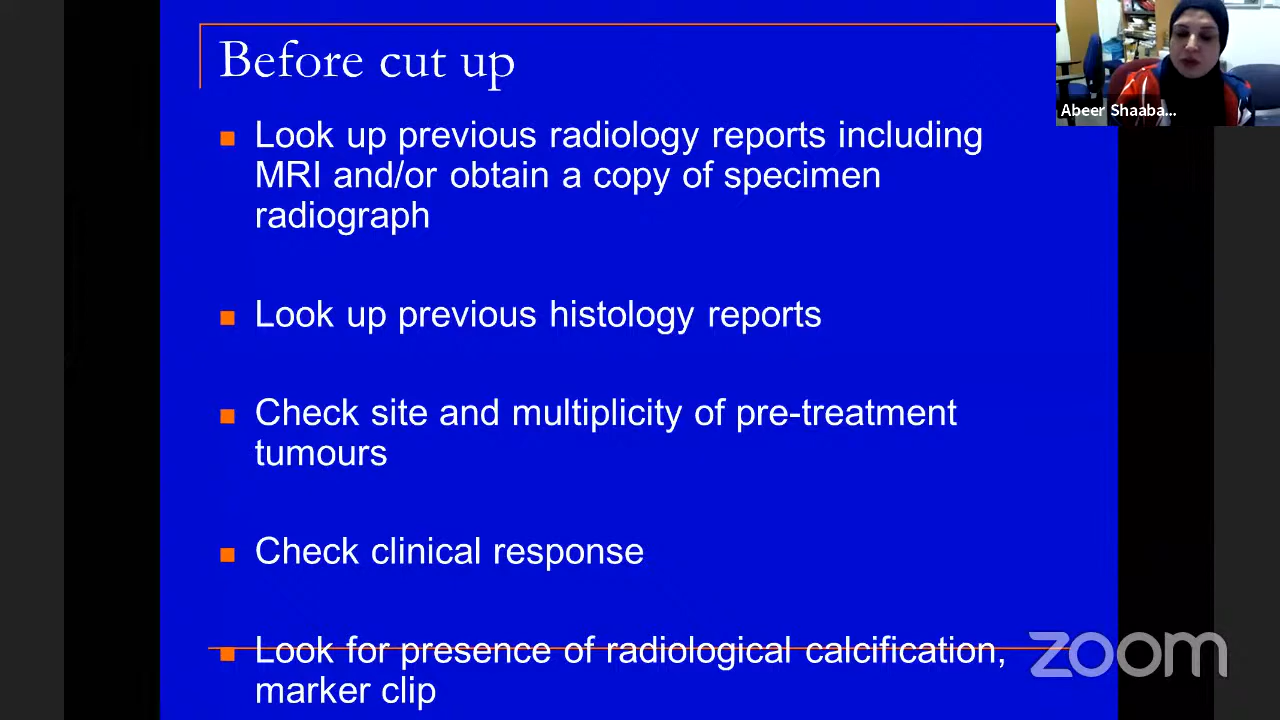 Before cut up
Abeer Shaaba...
Look up previous radiology reports including
MRI and/or obtain a copy of specimen
radiograph
Look up previous histology reports
Check site and multiplicity of pre-treatment
tumours
Check clinical response
Look for presence of radiological calcification,
marker clip
zoom